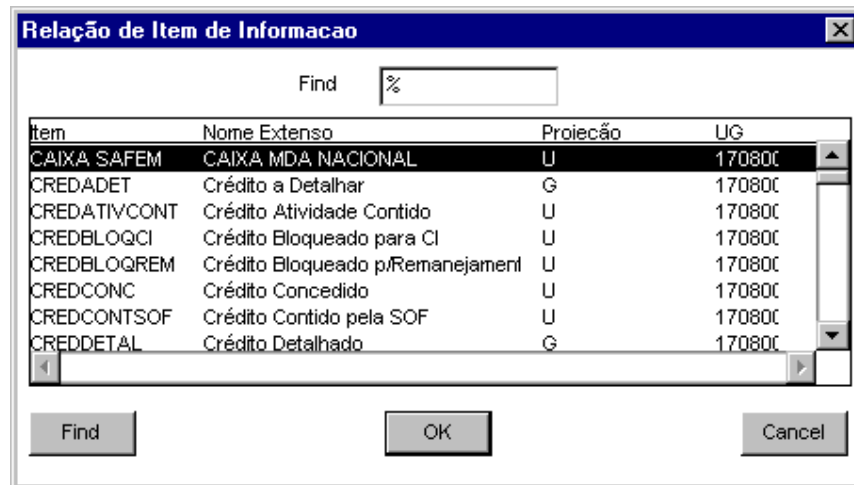 Relação de Item de Informacao
Find %
Item Nome Extenso Projecão UG
CAIXA SAFEM CAIXA MDA NACIONAL U 170800
CREDADET Crédito a Detalhar G 170800
CREDATIVCONT Crédito Atividade Contido U 170800
CREDBLOQCI Crédito Bloqueado para CI U 170800
CREDBLOQREM Crédito Bloqueado p/Remanejament U 170800
CREDCONC Crédito Concedido U 170800
CREDCONTSOF Crédito Contido pela SOF U 170800
CREDDETAL Crédito Detalhado G 170800
Find OK Cancel